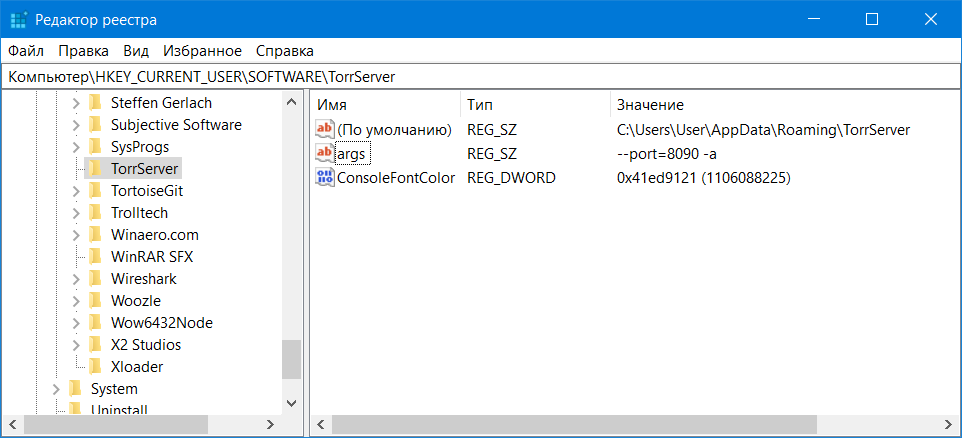 Редактор реестра
Файл Правка Вид Избранное Справка
Компьютер\HKEY_CURRENT_USER\SOFTWARE\TorrServer
Steffen Gerlach
Subjective Software
SysProgs
TorrServer
TortoiseGit
Trolltech
Winaero.com
WinRAR SFX
Wireshark
Woozle
Wow6432Node
X2 Studios
Xloader
System
Uninstall
Имя Тип Значение
(По умолчанию) REG_SZ C:\Users\User\AppData\Roaming\TorrServer
args REG_SZ --port=8090 -a
ConsoleFontColor REG_DWORD 0x41ed9121 (1106088225)